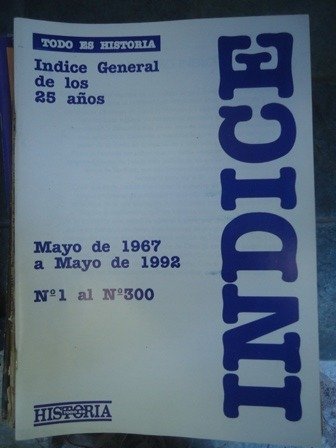 TODO ES HISTORIA
Indice General
de los
25 años
INDICE
Mayo de 1967
a Mayo de 1992
Nº1 al Nº300
HISTORIA